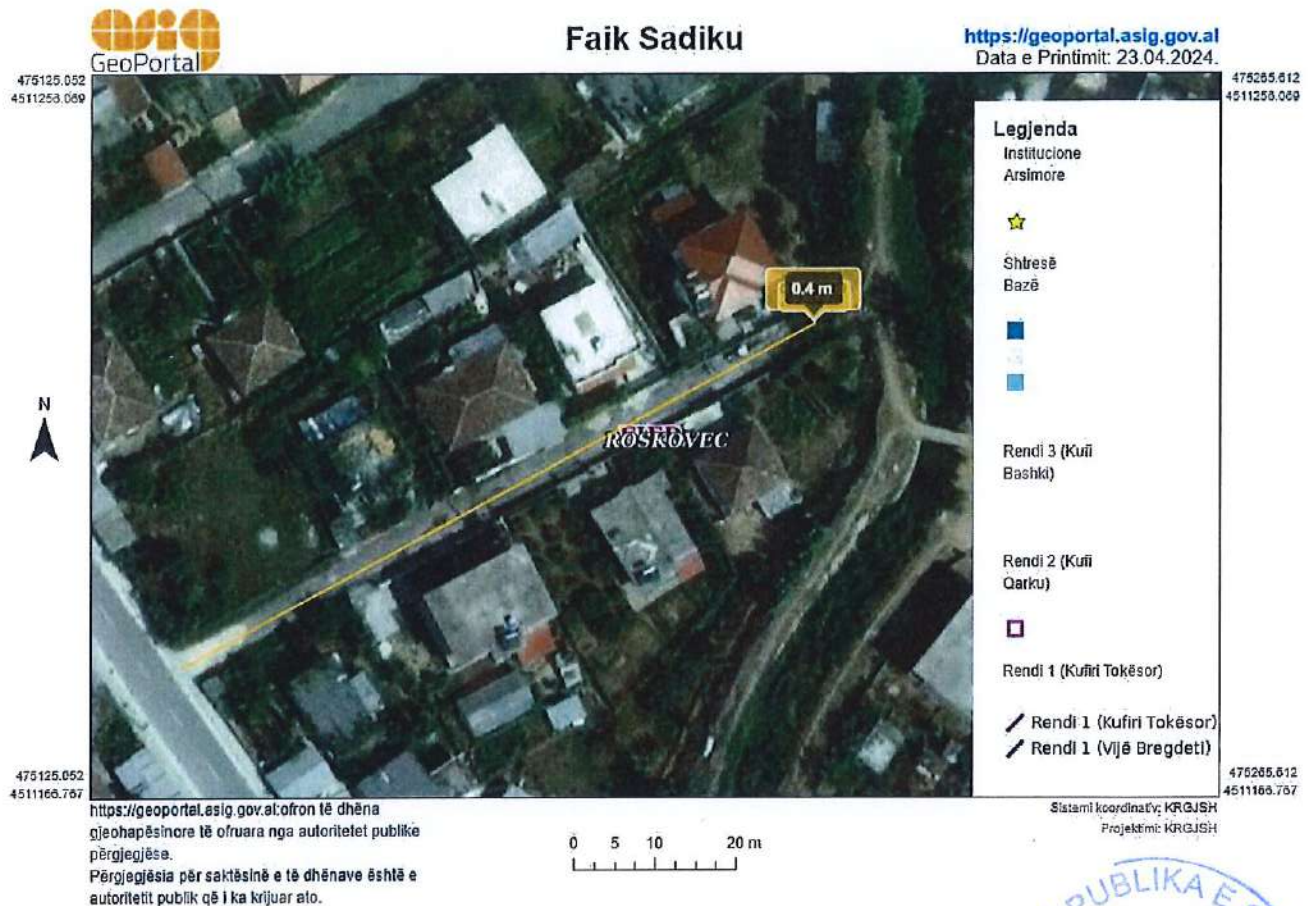 asig
GeoPortal
Faik Sadiku
https://geoportal.asig.gov.al
Data e Printimit: 23.04.2024.
475125.052
4511256.069
475265.612
4511256.069
0.4 m
ROSKOVEC
N
Legjenda
Institucione
Arsimore
Shtresë
Bazë
Rendi 3 (Kufi
Bashki)
Rendi 2 (Kufi
Qarku)
Rendi 1 (Kufiri Tokësor)
Rendi 1 (Kufiri Tokësor)
Rendi 1 (Vijë Bregdeti)
475125.052
4511166.767
475265.612
4511166.767
https://geoportal.asig.gov.al:ofron të dhëna
gjeohapësinore të ofruara nga autoritetet publike
përgjegjëse.
Përgjegjësia për saktësinë e të dhënave është e
autoritetit publik që i ka krijuar ato.
0 5 10 20 m
Sistemi koordinativ: KRGJSH
Projektimi: KRGJSH
PUBLIKA E